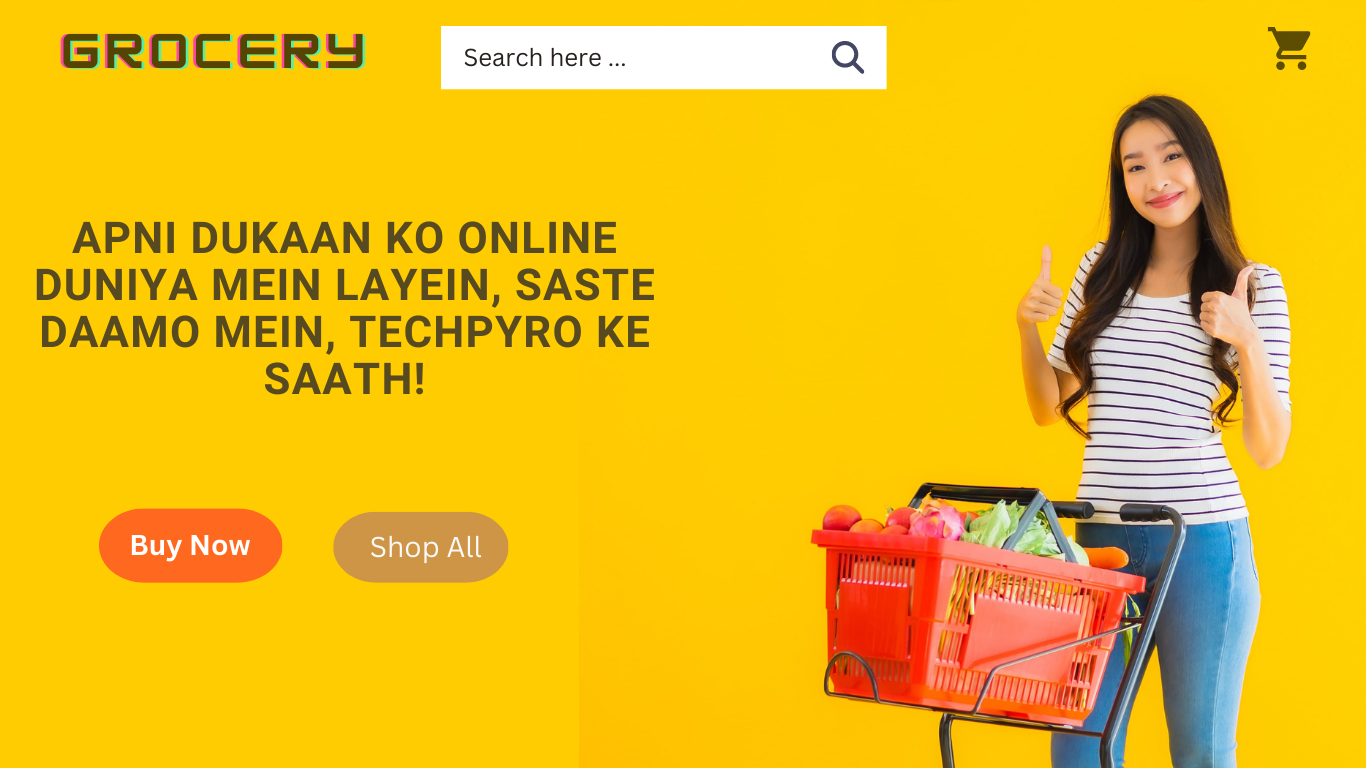 GROCERY
Search here ...
APNI DUKAAN KO ONLINE
DUNIYA MEIN LAYEIN, SASTE
DAAMO MEIN, TECHPYRO KE
SAATH!
Buy Now
Shop All